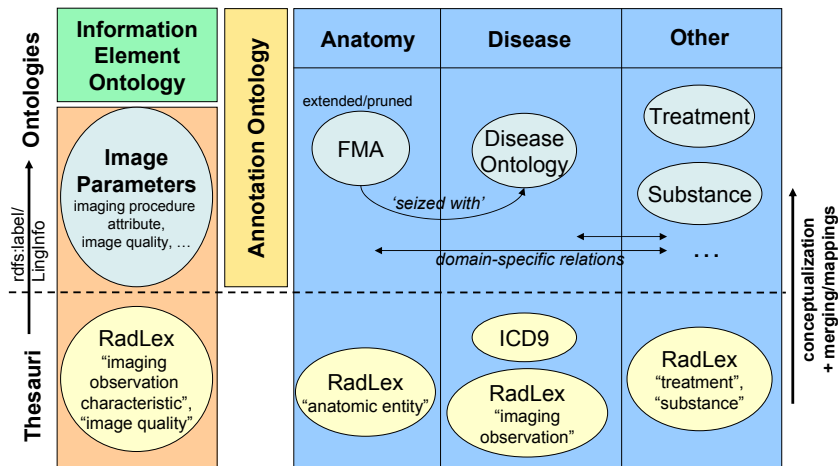 Information
Element
Ontology
Annotation Ontology
Anatomy
Disease
Other
Ontologies
rdfs:label/
LingInfo
Thesauri
Image
Parameters
imaging procedure
attribute,
image quality, …
extended/pruned
FMA
Disease
Ontology
Treatment
Substance
‘seized with’
domain-specific relations
...
RadLex
“imaging
observation
characteristic”,
“image quality”
RadLex
“anatomic entity”
ICD9
RadLex
“imaging
observation”
RadLex
“treatment”,
“substance”
conceptualization
+ merging/mappings